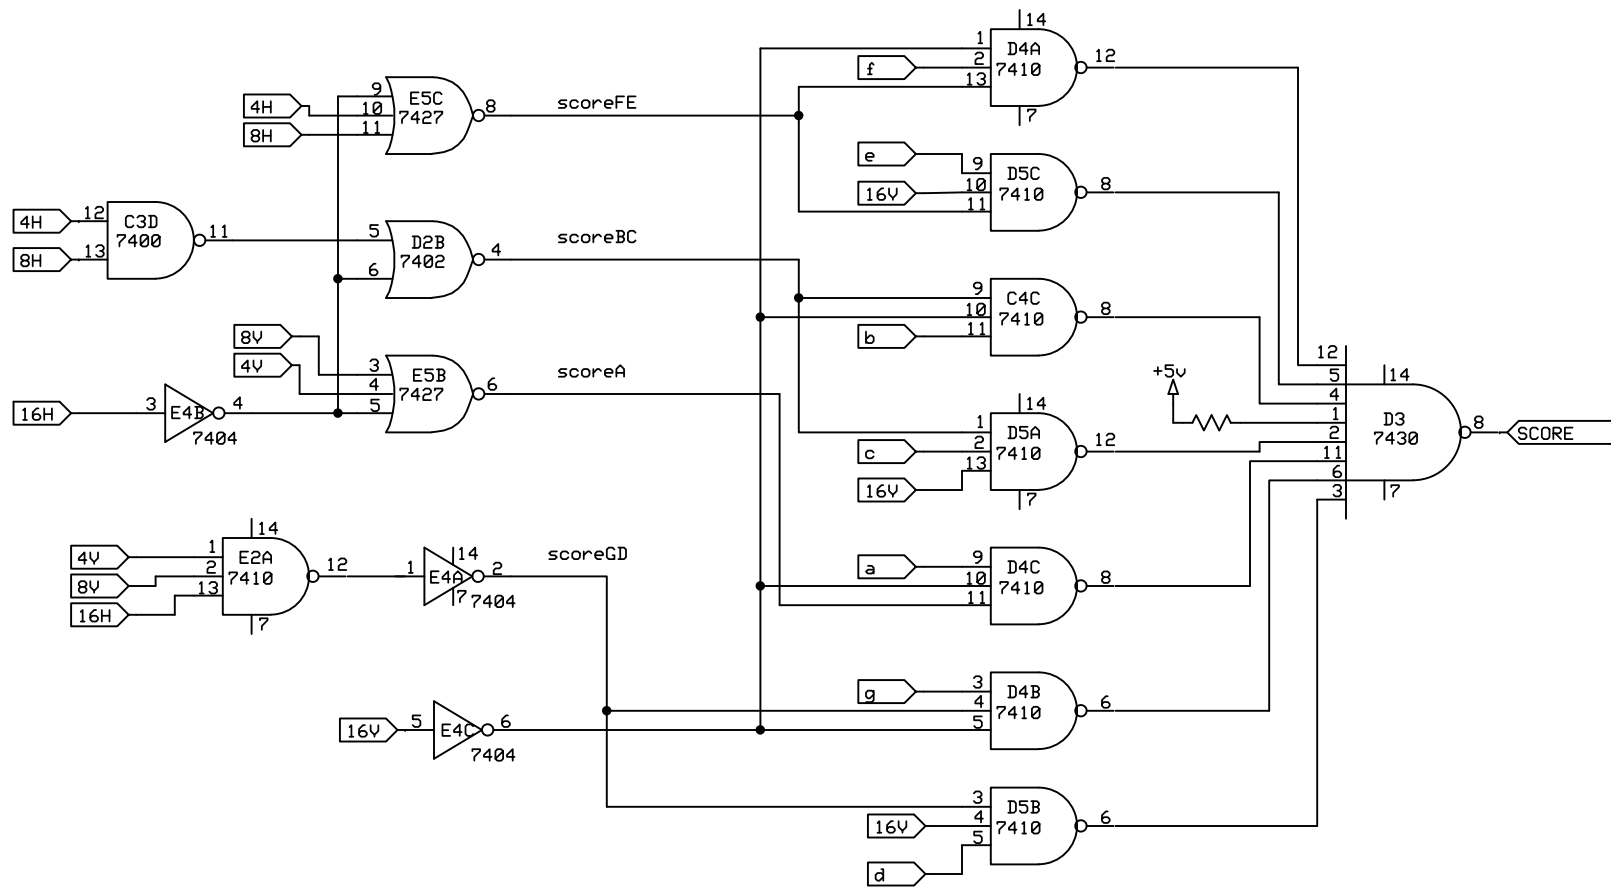 14
1
D4A
12
f
2
7410
13
7
9
4H
10
E5C
8
scoreFE
7427
8H
11
e
9
D5C
16V
10
7410
8
11
4H
12
C3D
11
7400
8H
13
5
D2B
4
scoreBC
7402
6
9
C4C
10
7410
8
b
11
8V
4V
3
E5B
6
scoreA
4
7427
5
16H
3
E4B
4
7404
14
1
D5A
12
c
2
7410
13
16V
7
+5v
12
5
14
4
1
D3
8
SCORE
2
7430
11
6
7
3
14
4V
1
E2A
12
8V
2
7410
16H
13
7
1
E4A
14
2
scoreGD
7
7404
a
9
D4C
10
7410
8
11
g
3
D4B
4
7410
6
5
16V
5
E4C
6
7404
3
D5B
16V
4
7410
6
5
d